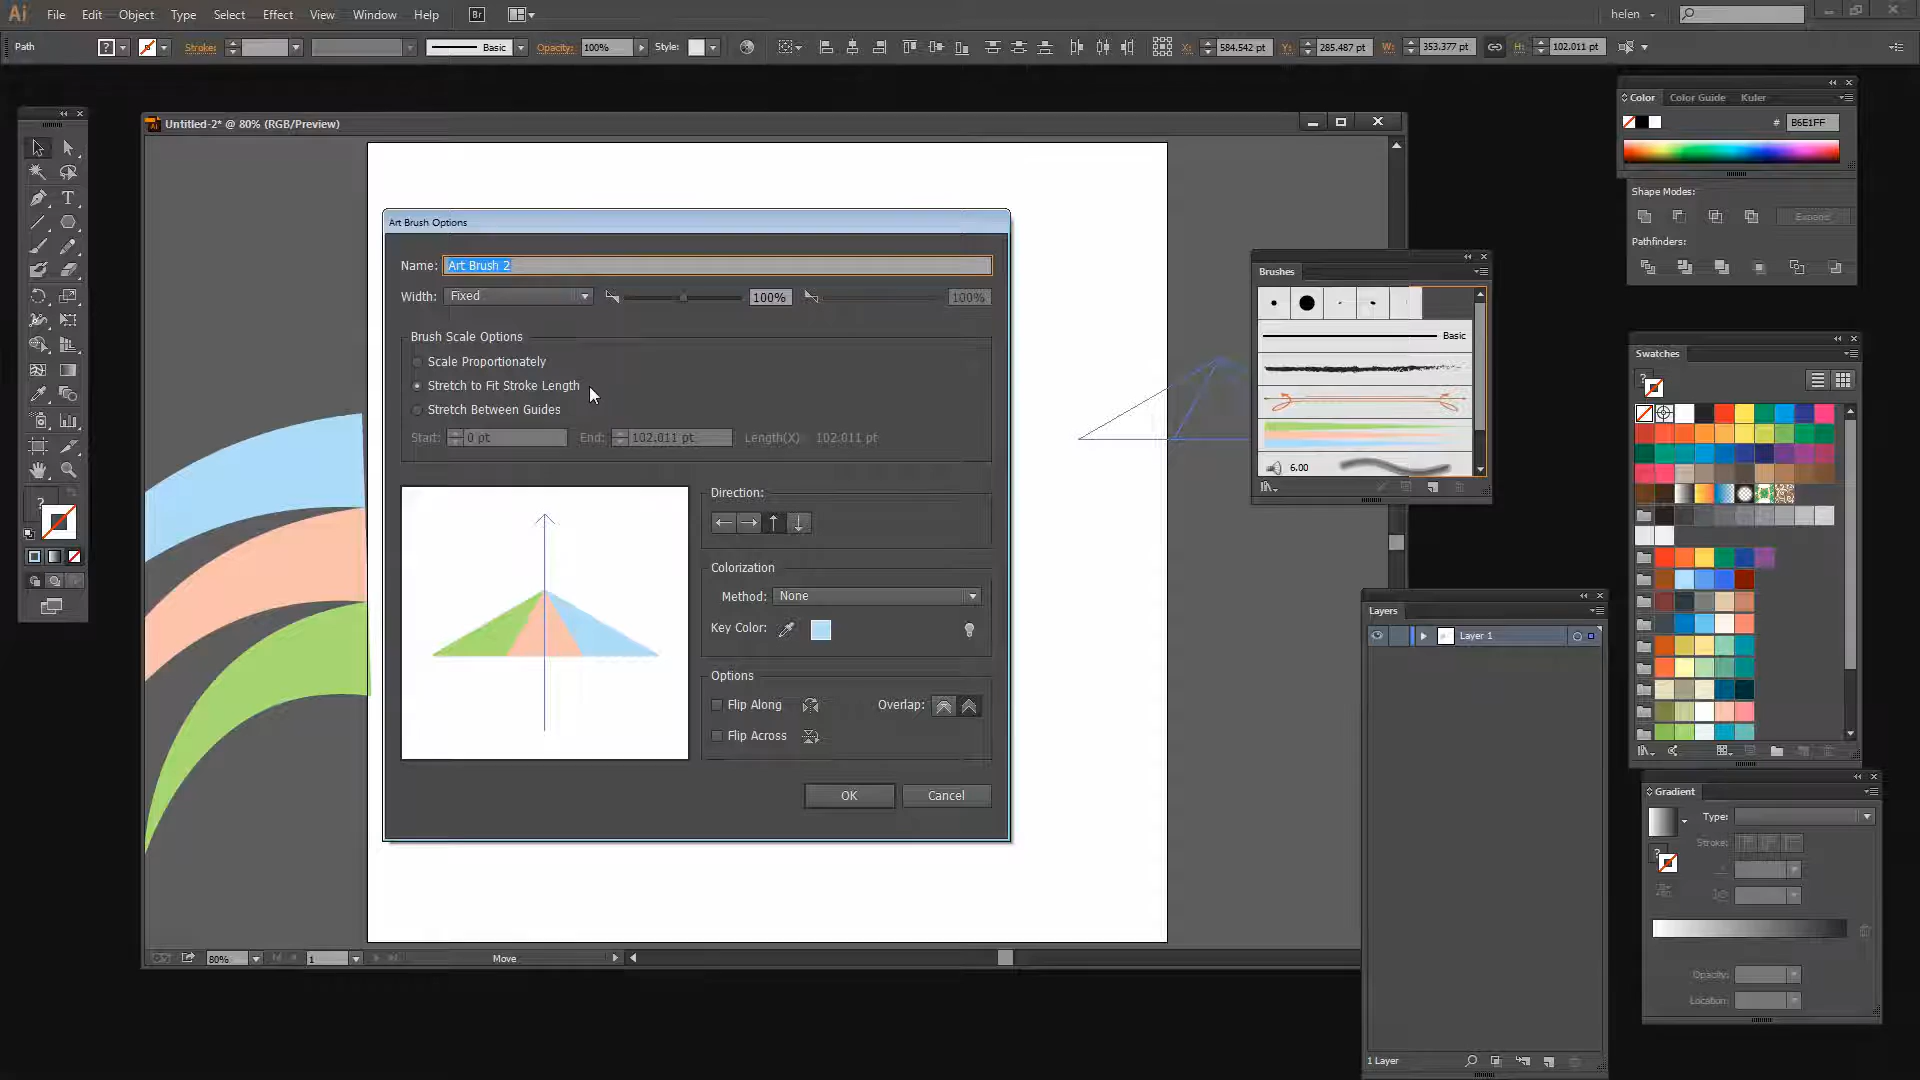 Ai File Edit Object Type Select Effect View Window Help Br helen
Path ? Stroke: Basic Opacity: 100% Style: X: 584.542 pt Y: 285.487 pt W: 353.377 pt H: 102.011 pt
Untitled-2* @ 80% (RGB/Preview)
Art Brush Options
Name: Art Brush 2
Width: Fixed 100% 100%
Brush Scale Options
Scale Proportionately
Stretch to Fit Stroke Length
Stretch Between Guides
Start: 0 pt End: 102.011 pt Length(X) 102.011 pt
Direction:
Colorization
Method: None
Key Color:
Options
Flip Along Overlap:
Flip Across
OK Cancel
80% 1 Move
Brushes
Basic
6.00
Color Color Guide Kuler
# B6E1FF
Shape Modes:
Expand
Pathfinders:
Swatches
Layers
Layer 1
1 Layer
Gradient
Type:
Stroke:
Opacity:
Location: